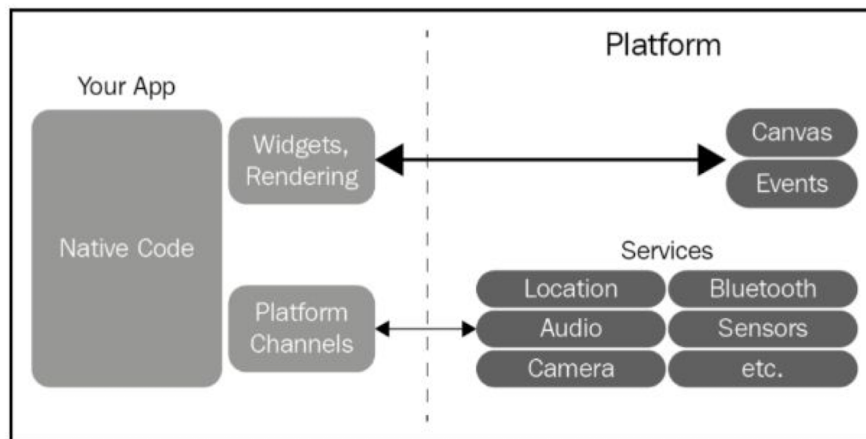 Platform
Your App
Widgets,
Rendering
Canvas
Events
Native Code
Services
Platform
Channels
Location
Bluetooth
Audio
Sensors
Camera
etc.